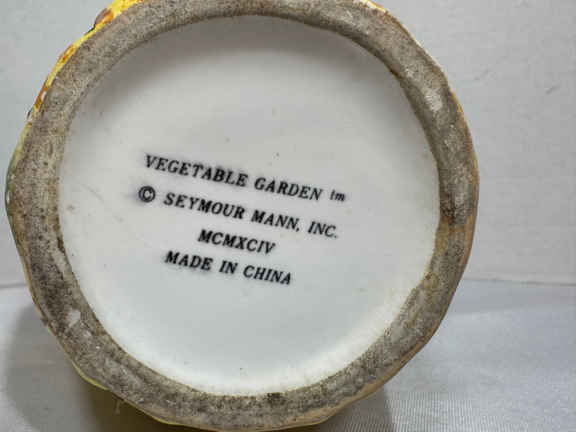 VEGETABLE GARDEN tm
© SEYMOUR MANN, INC.
MCMXCIV
MADE IN CHINA